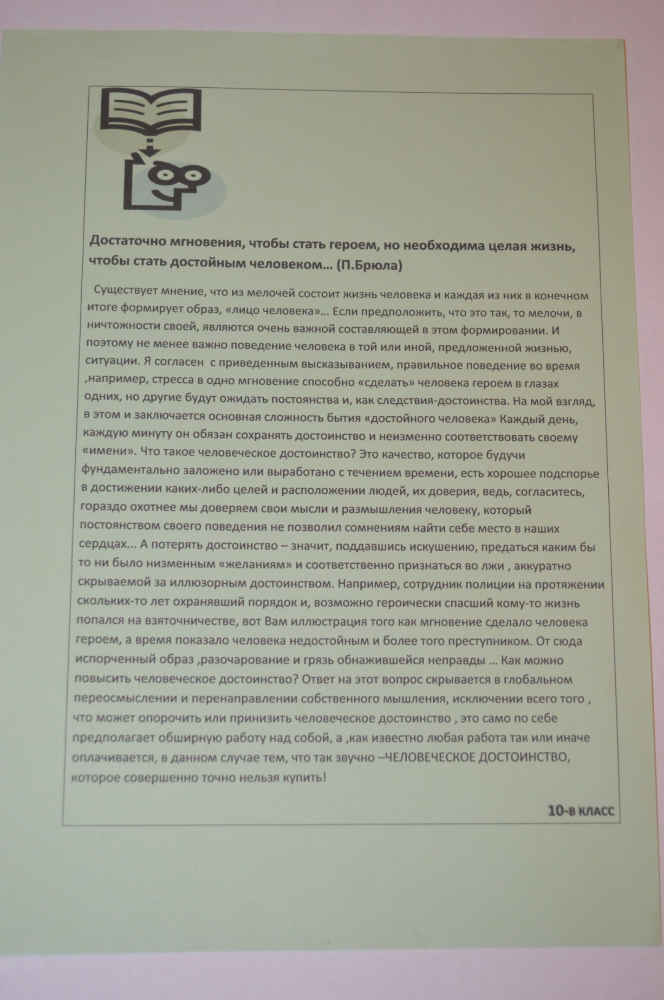 Достаточно мгновения, чтобы стать героем, но необходима целая жизнь,
чтобы стать достойным человеком... (П.Брюла)
Существует мнение, что из мелочей состоит жизнь человека и каждая из них в конечном
итоге формирует образ, «лицо человека»... Если предположить, что это так, то мелочи, в
ничтожности своей, являются очень важной составляющей в этом формировании. И
поэтому не менее важно поведение человека в той или иной, предложенной жизнью,
ситуации. Я согласен с приведенным высказыванием, правильное поведение во время
,например, стресса в одно мгновение способно «сделать» человека героем в глазах
одних, но другие будут ожидать постоянства и, как следствия-достоинства. На мой взгляд,
в этом и заключается основная сложность бытия «достойного человека» Каждый день,
каждую минуту он обязан сохранять достоинство и неизменно соответствовать своему
«имени». Что такое человеческое достоинство? Это качество, которое будучи
фундаментально заложено или выработано с течением времени, есть хорошее подспорье
в достижении каких-либо целей и расположении людей, их доверия, ведь, согласитесь,
гораздо охотнее мы доверяем свои мысли и размышления человеку, который
постоянством своего поведения не позволил сомнениям найти себе место в наших
сердцах... А потерять достоинство – значит, поддавшись искушению, предаться каким бы
то ни было низменным «желаниям» и соответственно признаться во лжи , аккуратно
скрываемой за иллюзорным достоинством. Например, сотрудник полиции на протяжении
скольких-то лет охранявший порядок и, возможно героически спасший кому-то жизнь
попался на взяточничестве, вот Вам иллюстрация того как мгновение сделало человека
героем, а время показало человека недостойным и более того преступником. От сюда
испорченный образ ,разочарование и грязь обнажившейся неправды ... Как можно
повысить человеческое достоинство? Ответ на этот вопрос скрывается в глобальном
переосмыслении и перенаправлении собственного мышления, исключении всего того ,
что может опорочить или принизить человеческое достоинство , это само по себе
предполагает обширную работу над собой, а ,как известно любая работа так или иначе
оплачивается, в данном случае тем, что так звучно –ЧЕЛОВЕЧЕСКОЕ ДОСТОИНСТВО,
которое совершенно точно нельзя купить!
10-в класс